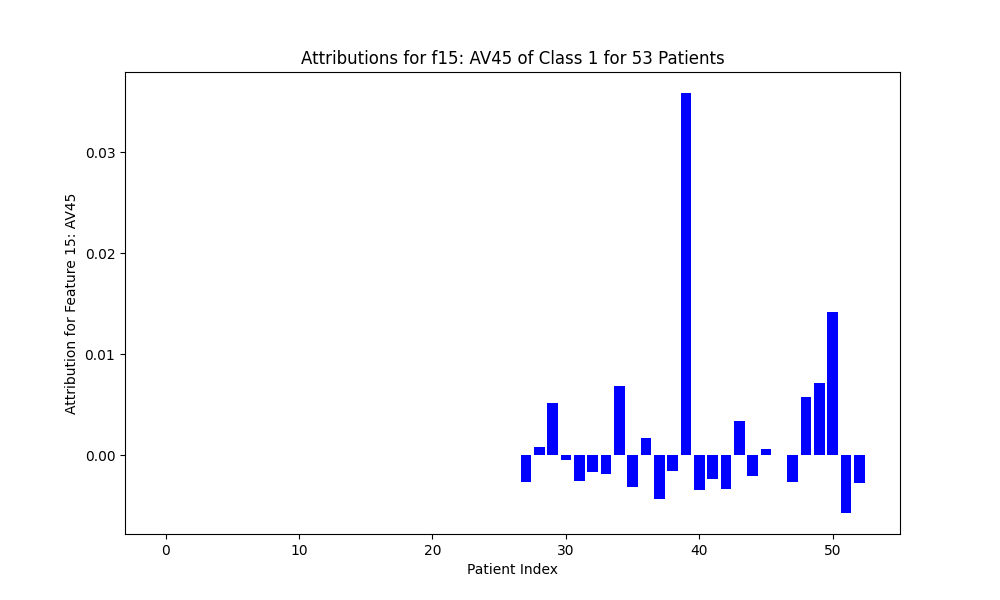 Attributions for f15: AV45 of Class 1 for 53 Patients
Attribution for Feature 15: AV45
0.03
0.02
0.01
0.00
0 10 20 30 40 50
Patient Index